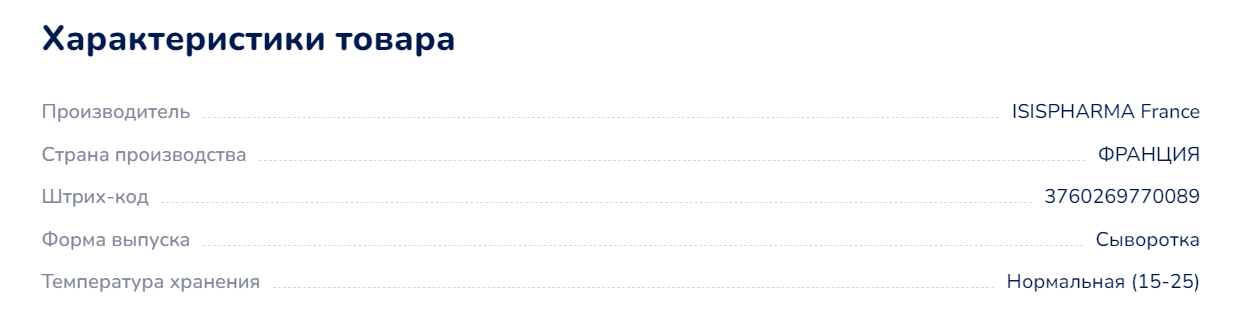 Характеристики товара
Производитель ISISPHARMA France
Страна производства ФРАНЦИЯ
Штрих-код 3760269770089
Форма выпуска Сыворотка
Температура хранения Нормальная (15-25)